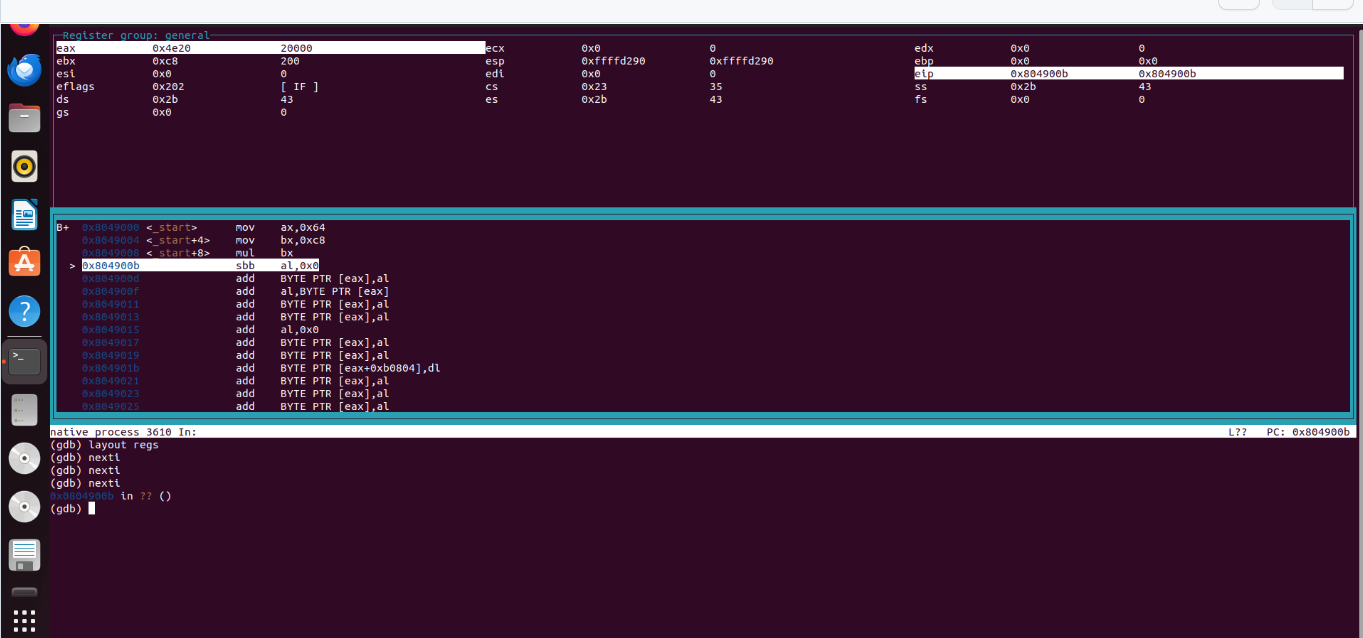 Register group: general
eax 0x4e20 20000 ecx 0x0 0 edx 0x0 0
ebx 0xc8 200 esp 0xffffd290 0xffffd290 ebp 0x0 0x0
esi 0x0 0 edi 0x0 0 eip 0x804900b 0x804900b
eflags 0x202 [ IF ] cs 0x23 35 ss 0x2b 43
ds 0x2b 43 es 0x2b 43 fs 0x0 0
gs 0x0 0
B+ 0x8049000 <_start> mov ax,0x64
0x8049004 <_start+4> mov bx,0xc8
0x8049008 <_start+8> mul bx
> 0x804900b sbb al,0x0
0x804900d add BYTE PTR [eax],al
0x804900f add al,BYTE PTR [eax]
0x8049011 add BYTE PTR [eax],al
0x8049013 add BYTE PTR [eax],al
0x8049015 add al,0x0
0x8049017 add BYTE PTR [eax],al
0x8049019 add BYTE PTR [eax],al
0x804901b add BYTE PTR [eax+0xb0804],dl
0x8049021 add BYTE PTR [eax],al
0x8049023 add BYTE PTR [eax],al
0x8049025 add BYTE PTR [eax],al
native process 3610 In: L?? PC: 0x804900b
(gdb) layout regs
(gdb) nexti
(gdb) nexti
(gdb) nexti
0x0804900b in ?? ()
(gdb)